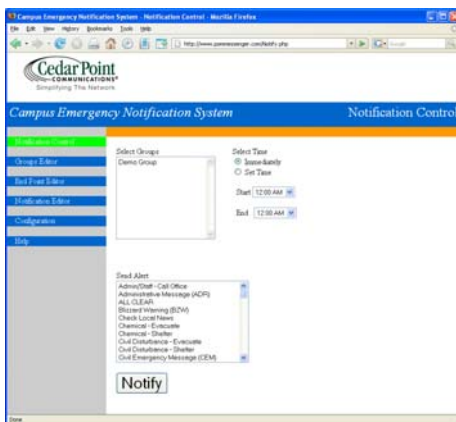 Campus Emergency Notification System - Notification Control - Mozilla Firefox
File Edit View History Bookmarks Tools Help
Cedar Point
COMMUNICATIONS
Simplifying The Network
Campus Emergency Notification System
Notification Control
Notification Control
Groups Editor
End Point Editor
Notification Editor
Configuration
Help
Select Groups
Demo Group
Select Time
Immediately
Set Time
Start 12:00 AM
End 12:00 AM
Send Alert
Admin/Staff - Call Office
Administrative Message (ADR)
ALL CLEAR
Blizzard Warning (BZW)
Check Local News
Chemical - Evacuate
Chemical - Shelter
Civil Disturbance - Evacuate
Civil Disturbance - Shelter
Civil Emergency Message (CEM)
Notify
Done